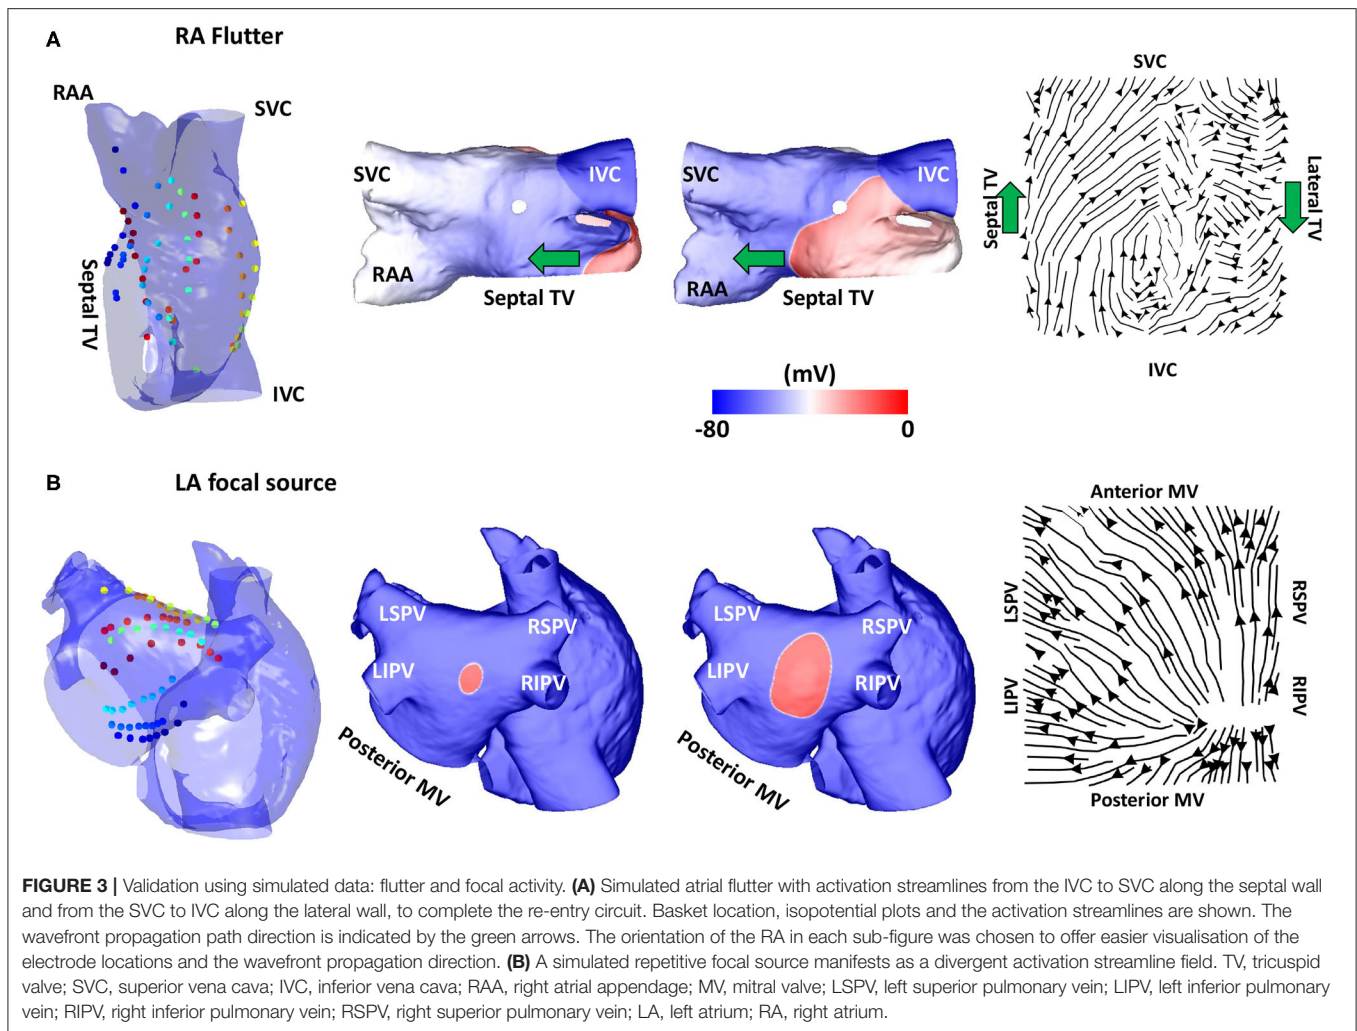 A
RA Flutter
RAA
SVC
Septal TV
IVC
SVC
IVC
RAA
Septal TV
SVC
IVC
RAA
Septal TV
SVC
Septal TV
Lateral TV
IVC
(mV)
-80
0
B
LA focal source
LSPV
RSPV
LIPV
RIPV
Posterior MV
LSPV
RSPV
LIPV
RIPV
Posterior MV
Anterior MV
LSPV
RSPV
LIPV
RIPV
Posterior MV
FIGURE 3 | Validation using simulated data: flutter and focal activity. (A) Simulated atrial flutter with activation streamlines from the IVC to SVC along the septal wall
and from the SVC to IVC along the lateral wall, to complete the re-entry circuit. Basket location, isopotential plots and the activation streamlines are shown. The
wavefront propagation path direction is indicated by the green arrows. The orientation of the RA in each sub-figure was chosen to offer easier visualisation of the
electrode locations and the wavefront propagation direction. (B) A simulated repetitive focal source manifests as a divergent activation streamline field. TV, tricuspid
valve; SVC, superior vena cava; IVC, inferior vena cava; RAA, right atrial appendage; MV, mitral valve; LSPV, left superior pulmonary vein; LIPV, left inferior pulmonary
vein; RIPV, right inferior pulmonary vein; RSPV, right superior pulmonary vein; LA, left atrium; RA, right atrium.